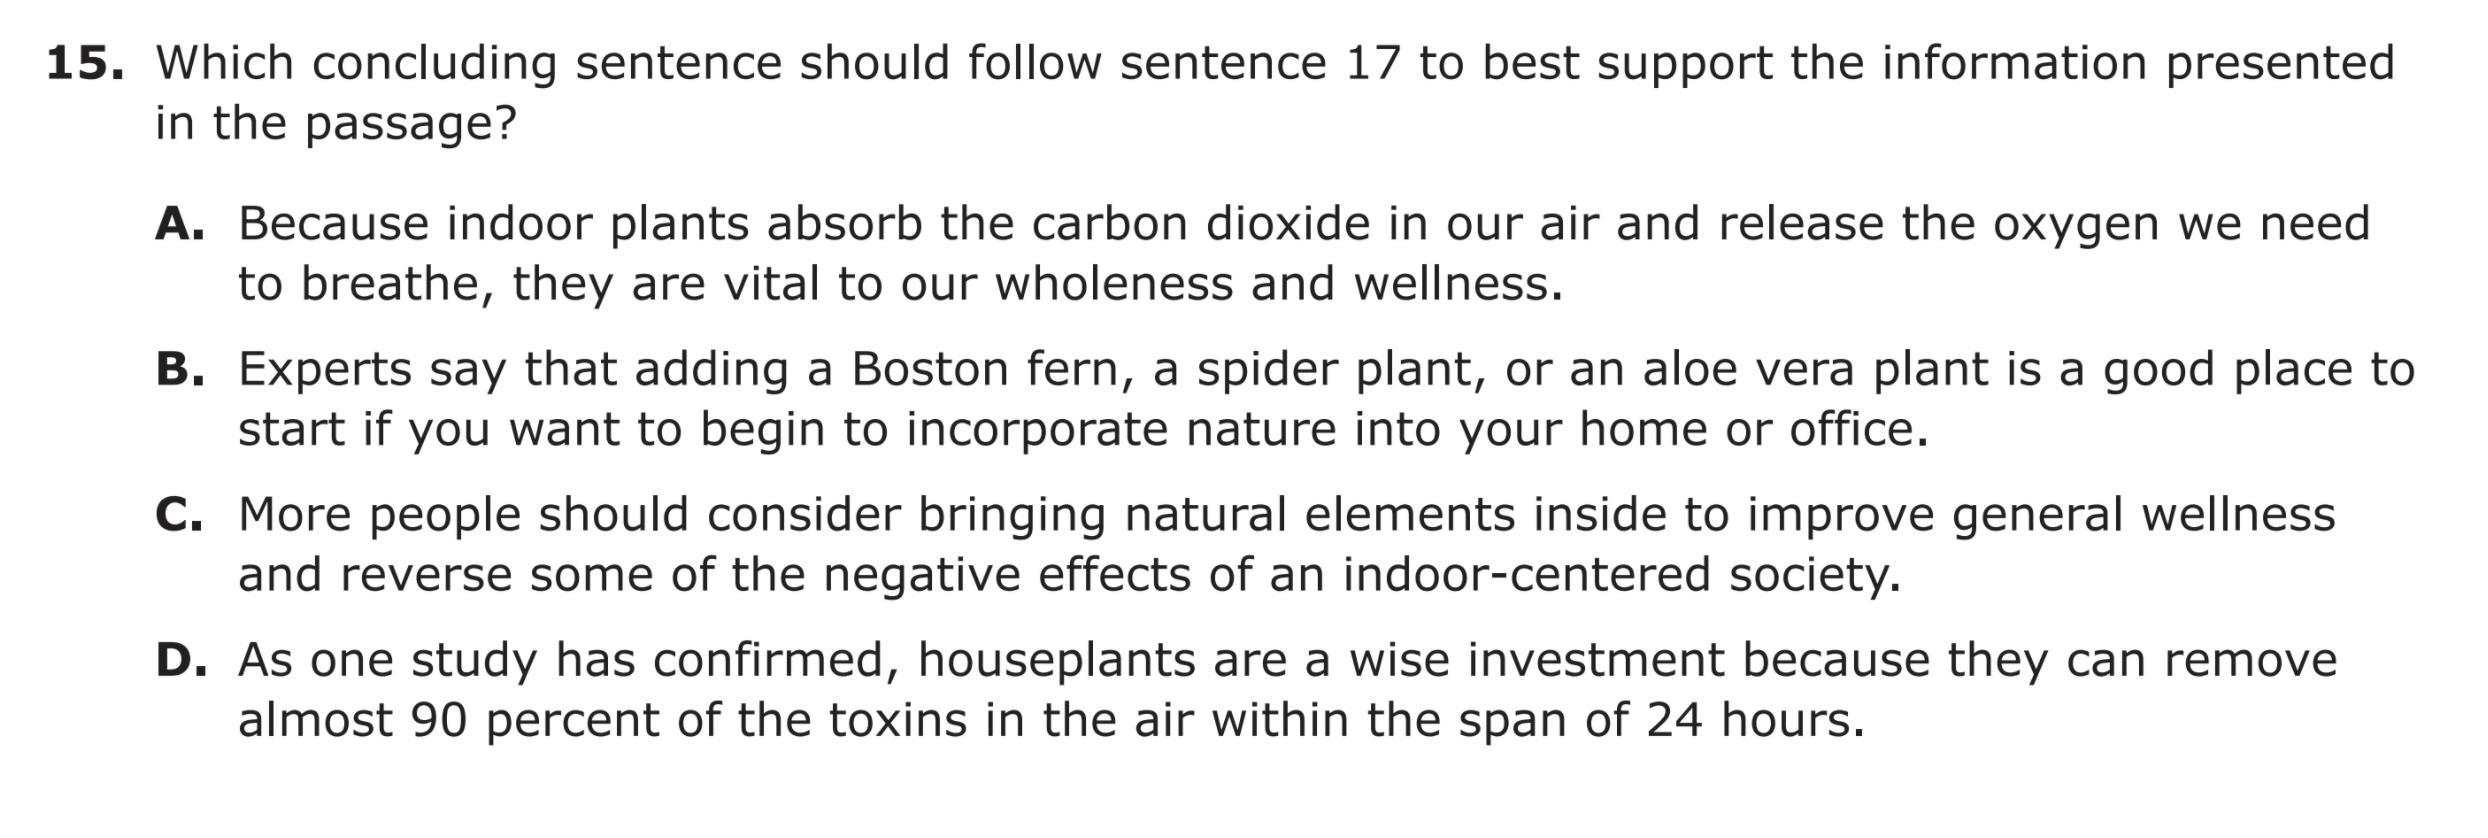 15. Which concluding sentence should follow sentence 17 to best support the information presented
in the passage?
A. Because indoor plants absorb the carbon dioxide in our air and release the oxygen we need
to breathe, they are vital to our wholeness and wellness.
B. Experts say that adding a Boston fern, a spider plant, or an aloe vera plant is a good place to
start if you want to begin to incorporate nature into your home or office.
C. More people should consider bringing natural elements inside to improve general wellness
and reverse some of the negative effects of an indoor-centered society.
D. As one study has confirmed, houseplants are a wise investment because they can remove
almost 90 percent of the toxins in the air within the span of 24 hours.